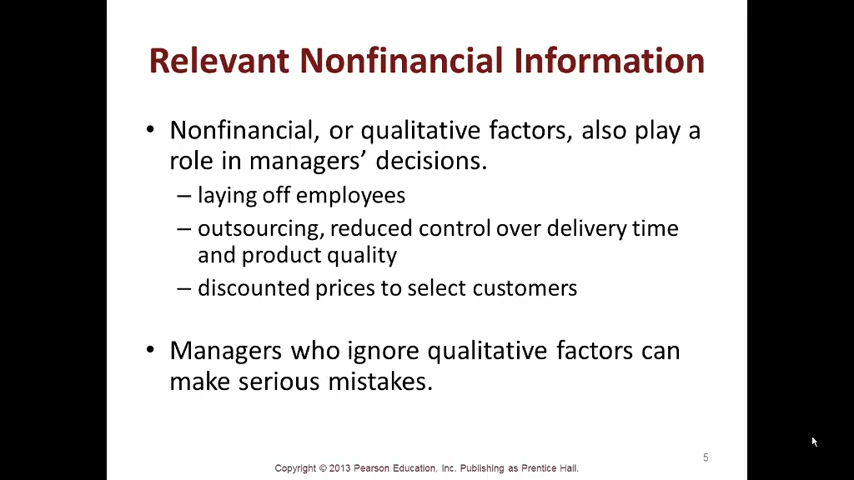 Relevant Nonfinancial Information
• Nonfinancial, or qualitative factors, also play a
role in managers’ decisions.
– laying off employees
– outsourcing, reduced control over delivery time
and product quality
– discounted prices to select customers
• Managers who ignore qualitative factors can
make serious mistakes.
5
Copyright © 2013 Pearson Education. Inc. Publishing as Prentice Hall.